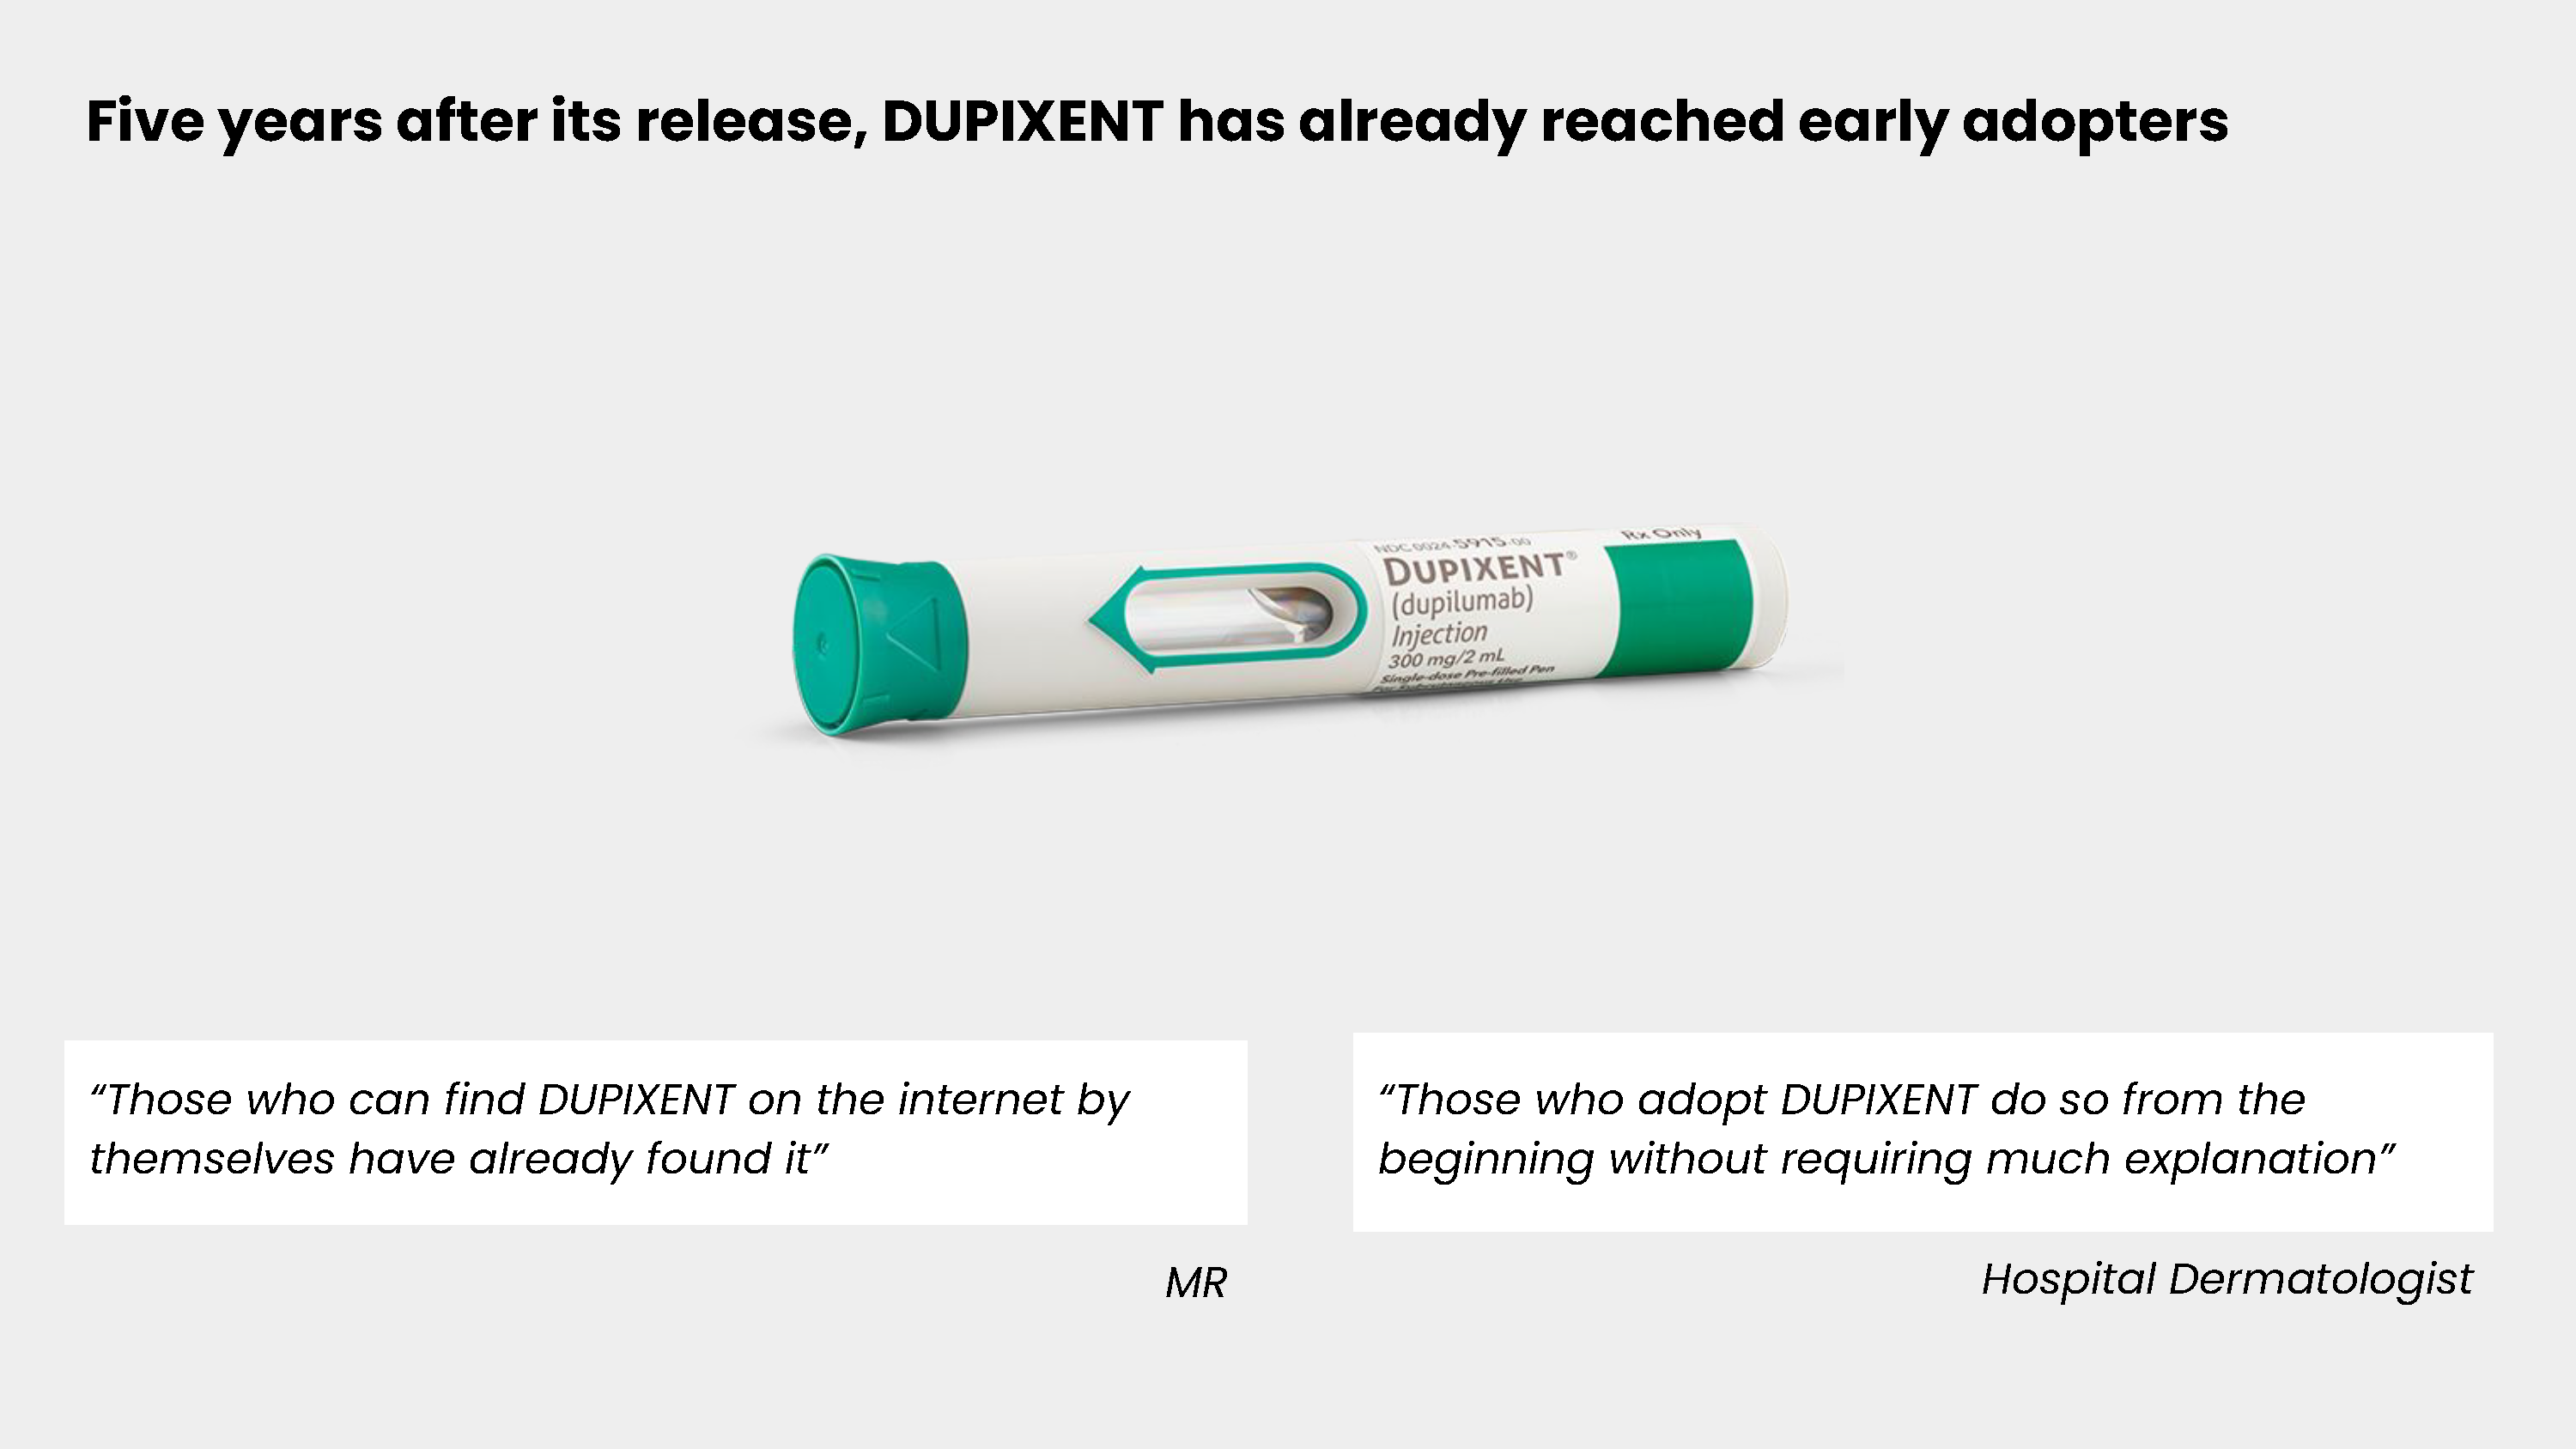 Five years after its release, DUPIXENT has already reached early adopters
NDC 0024-5915-00
Rx Only
DUPIXENT®
(dupilumab)
Injection
300 mg/2 mL
Single-dose Pre-filled Pen
“Those who can find DUPIXENT on the internet by
themselves have already found it”
MR
“Those who adopt DUPIXENT do so from the
beginning without requiring much explanation”
Hospital Dermatologist